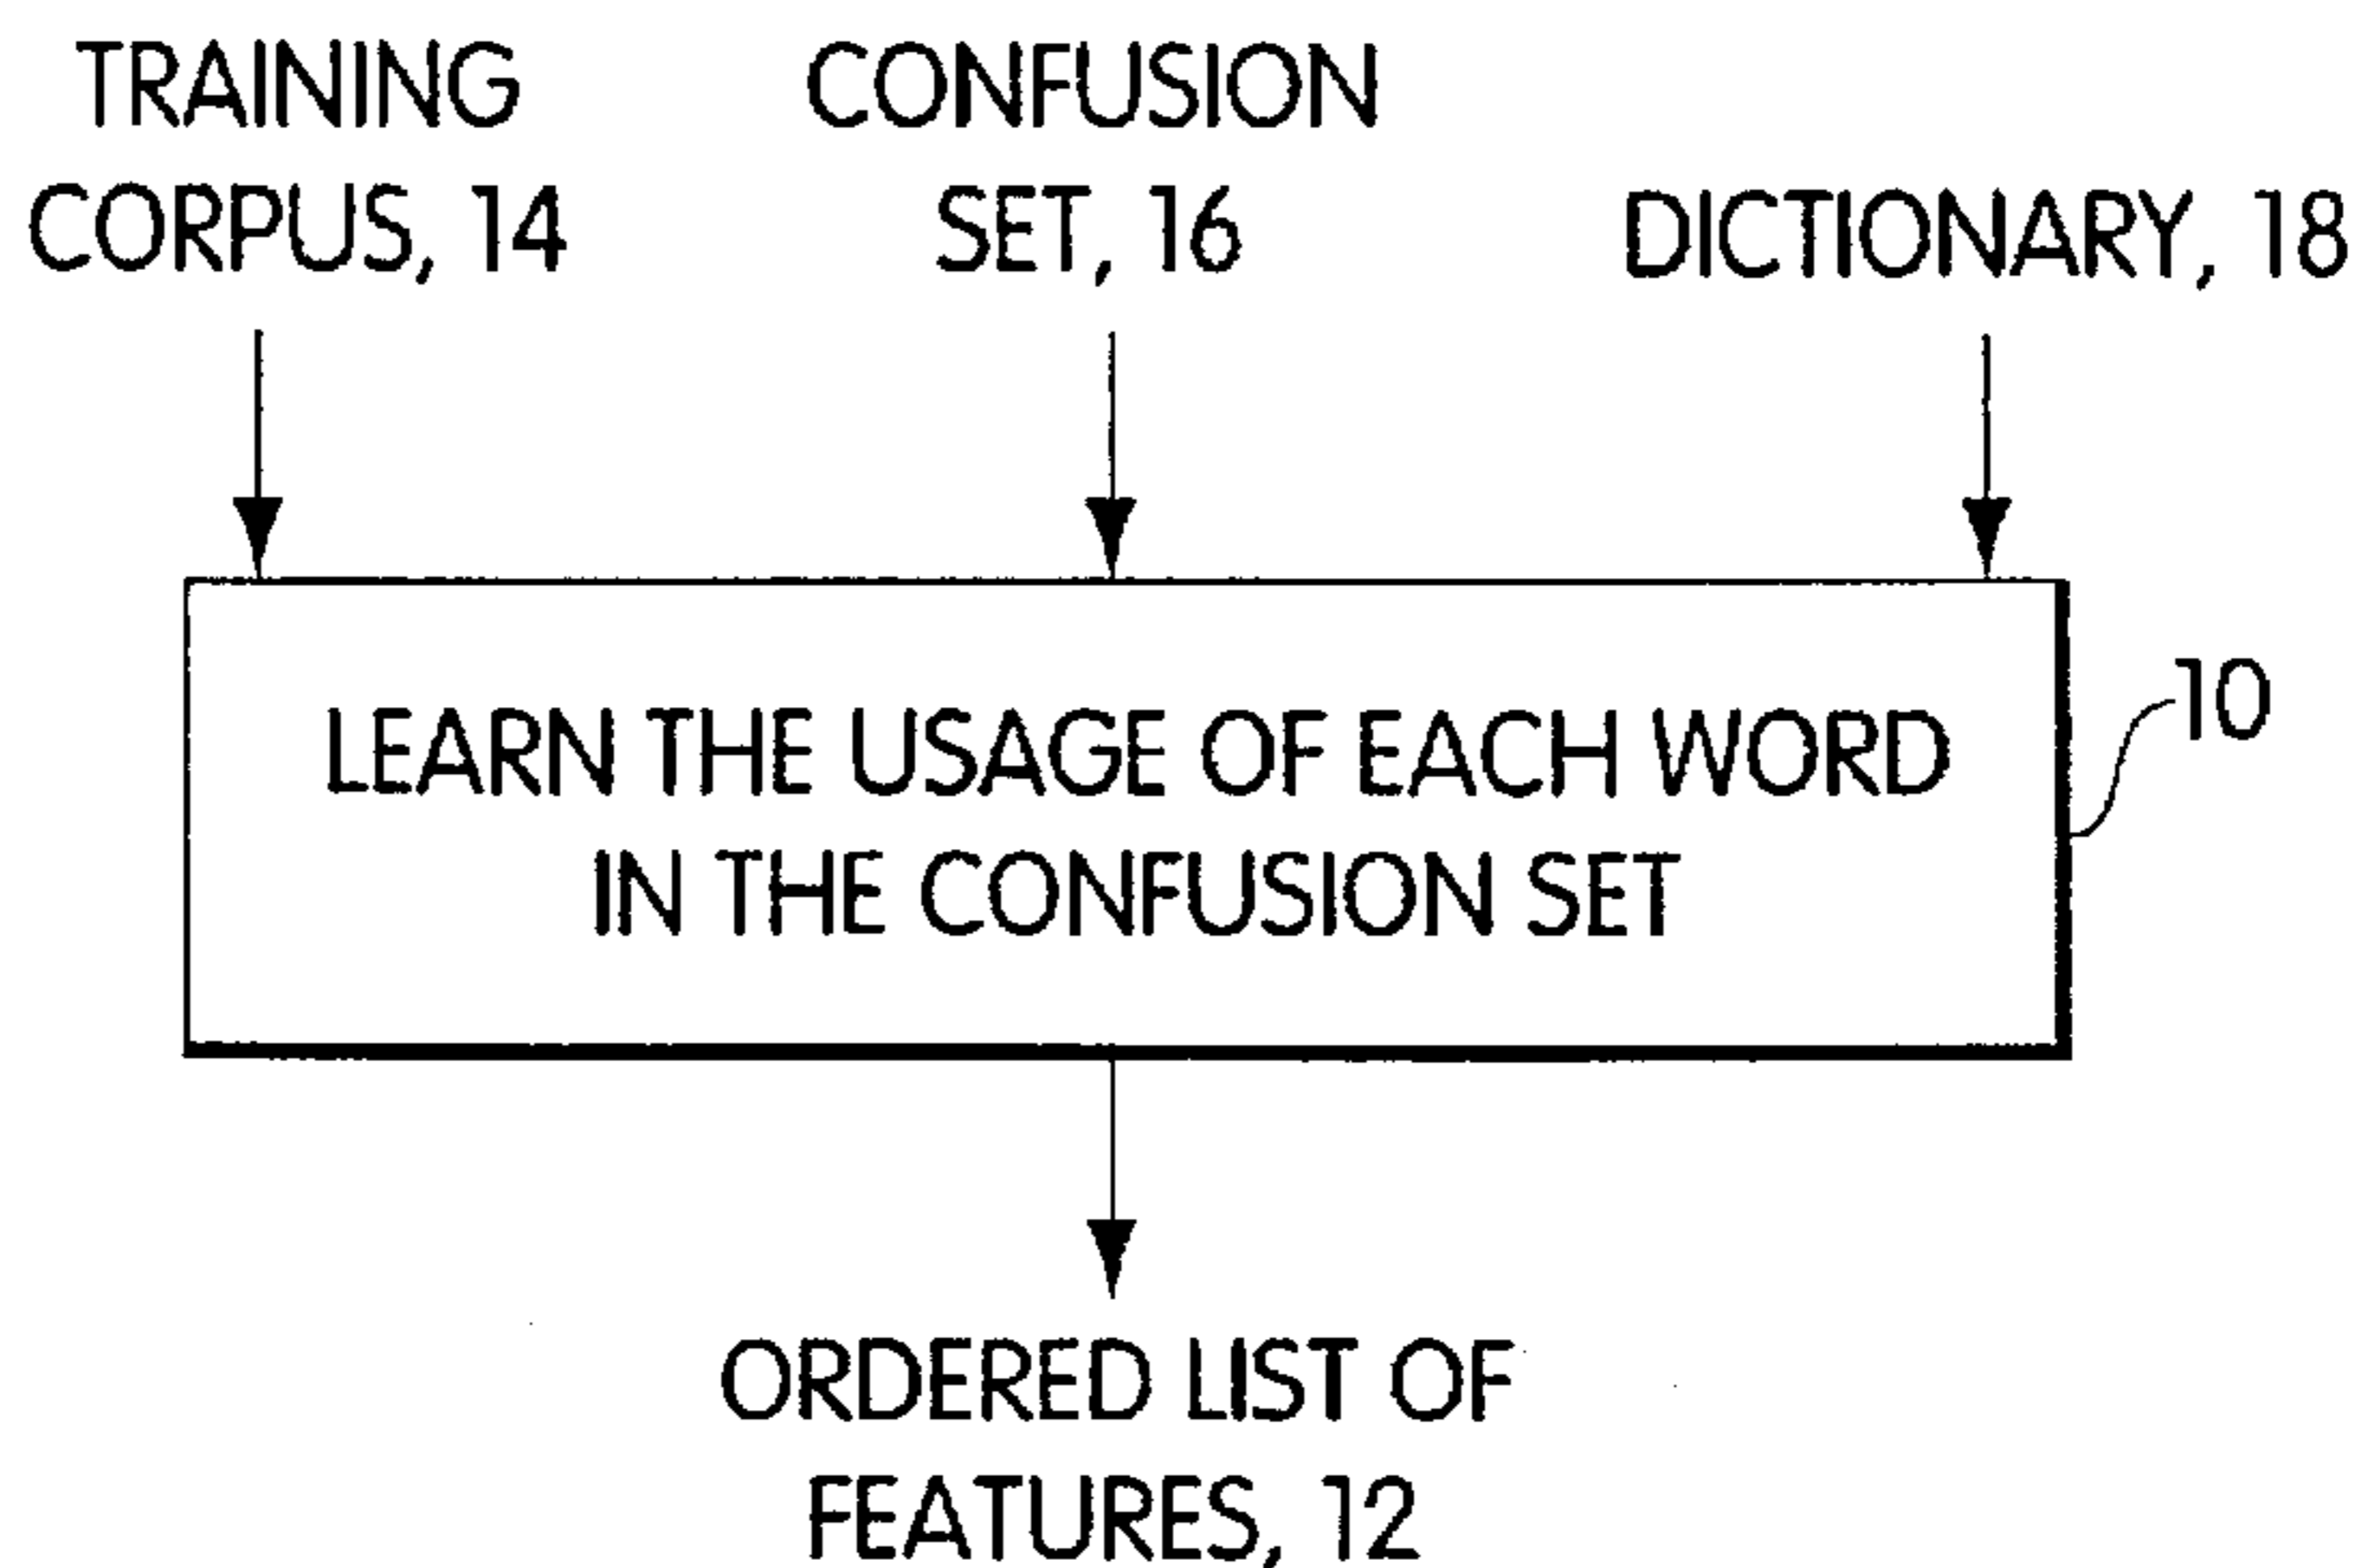 TRAINING
CORPUS, 14
CONFUSION
SET, 16
DICTIONARY, 18
LEARN THE USAGE OF EACH WORD
IN THE CONFUSION SET
10
ORDERED LIST OF
FEATURES, 12